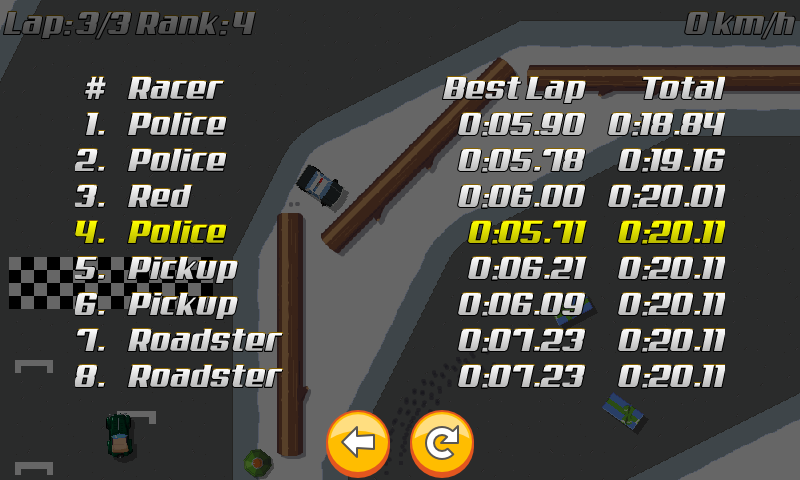 Lap: 3/3 Rank: 4 0 km/h
# Racer Best Lap Total
1. Police 0:05.90 0:18.84
2. Police 0:05.78 0:19.16
3. Red 0:06.00 0:20.01
4. Police 0:05.71 0:20.11
5. Pickup 0:06.21 0:20.11
6. Pickup 0:06.09 0:20.11
7. Roadster 0:07.23 0:20.11
8. Roadster 0:07.23 0:20.11